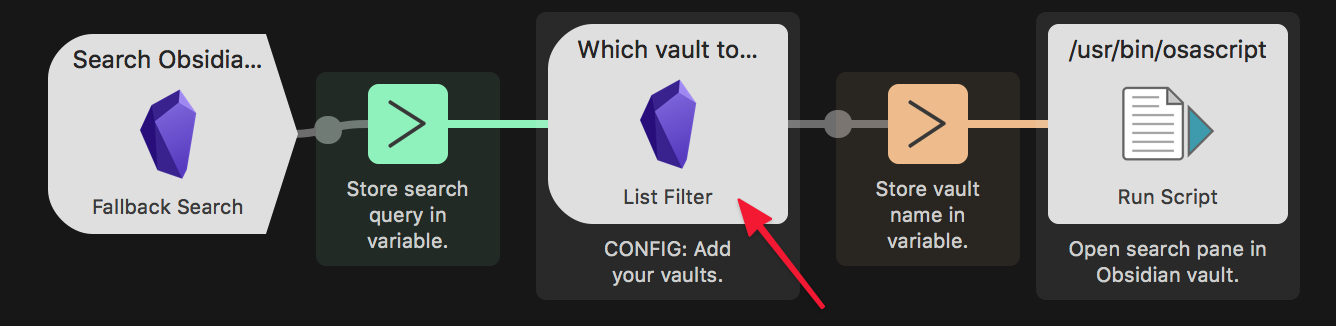 Search Obsidia...
Fallback Search
Store search
query in
variable.
Which vault to...
List Filter
CONFIG: Add
your vaults.
Store vault
name in
variable.
/usr/bin/osascript
Run Script
Open search pane in
Obsidian vault.